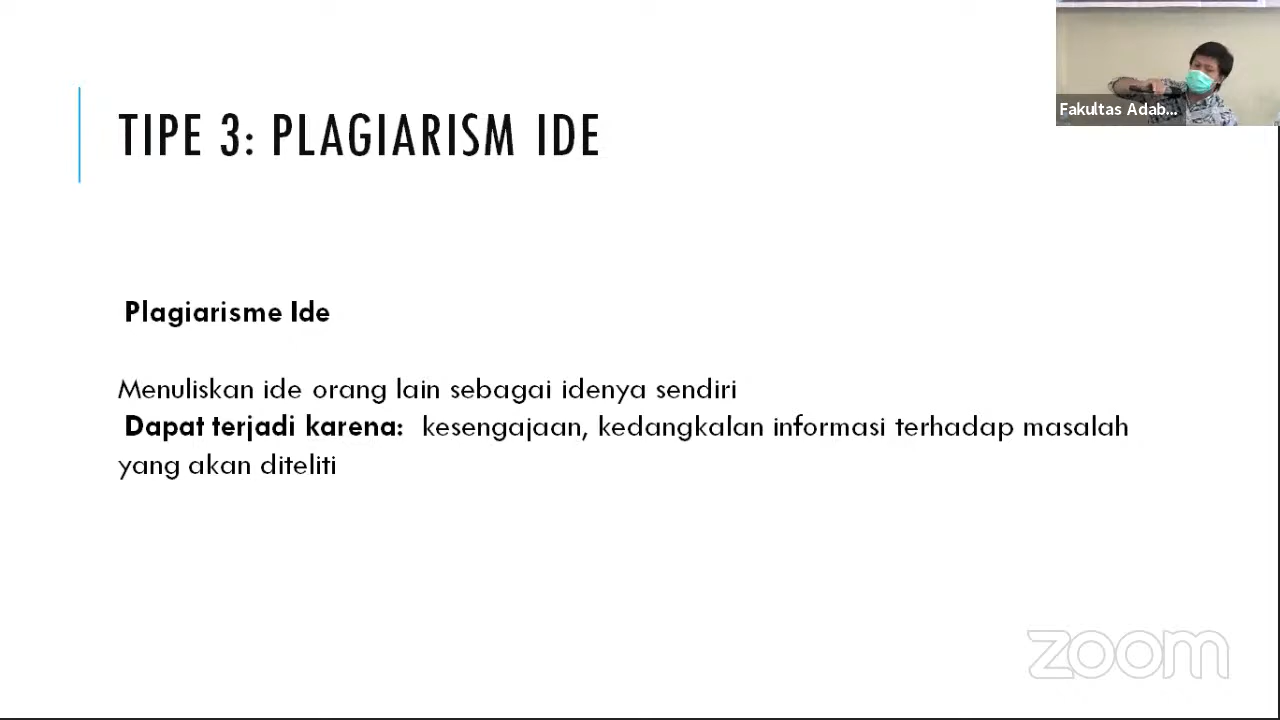 TIPE 3: PLAGIARISM IDE
Fakultas Adab...
Plagiarisme Ide
Menuliskan ide orang lain sebagai idenya sendiri
Dapat terjadi karena: kesengajaan, kedangkalan informasi terhadap masalah
yang akan diteliti
zoom